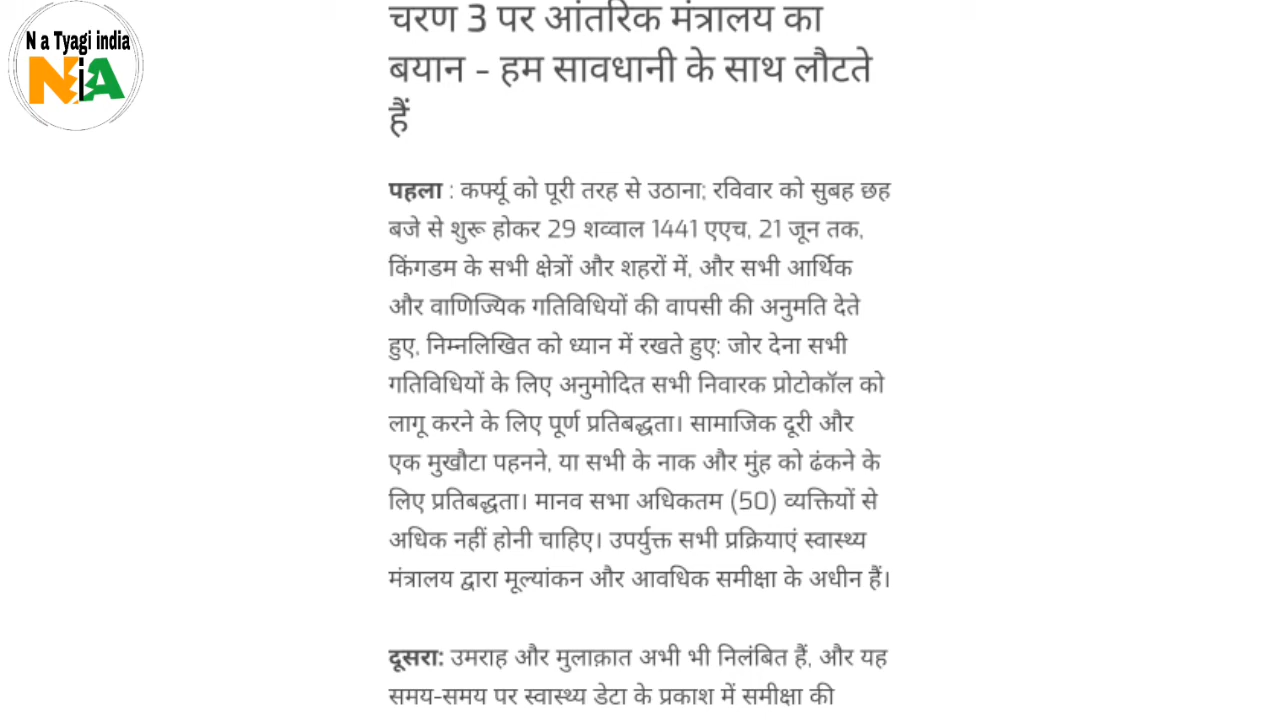 N a Tyagi india
NiA
चरण 3 पर आंतरिक मंत्रालय का
बयान - हम सावधानी के साथ लौटते
हैं
पहला : कर्फ्यू को पूरी तरह से उठाना; रविवार को सुबह छह
बजे से शुरू होकर 29 शव्वाल 1441 एएच, 21 जून तक,
किंगडम के सभी क्षेत्रों और शहरों में, और सभी आर्थिक
और वाणिज्यिक गतिविधियों की वापसी की अनुमति देते
हुए, निम्नलिखित को ध्यान में रखते हुए: जोर देना सभी
गतिविधियों के लिए अनुमोदित सभी निवारक प्रोटोकॉल को
लागू करने के लिए पूर्ण प्रतिबद्धता। सामाजिक दूरी और
एक मुखौटा पहनने, या सभी के नाक और मुंह को ढंकने के
लिए प्रतिबद्धता। मानव सभा अधिकतम (50) व्यक्तियों से
अधिक नहीं होनी चाहिए। उपर्युक्त सभी प्रक्रियाएं स्वास्थ्य
मंत्रालय द्वारा मूल्यांकन और आवधिक समीक्षा के अधीन हैं।
दूसरा: उमराह और मुलाक़ात अभी भी निलंबित हैं, और यह
समय-समय पर स्वास्थ्य डेटा के प्रकाश में समीक्षा की